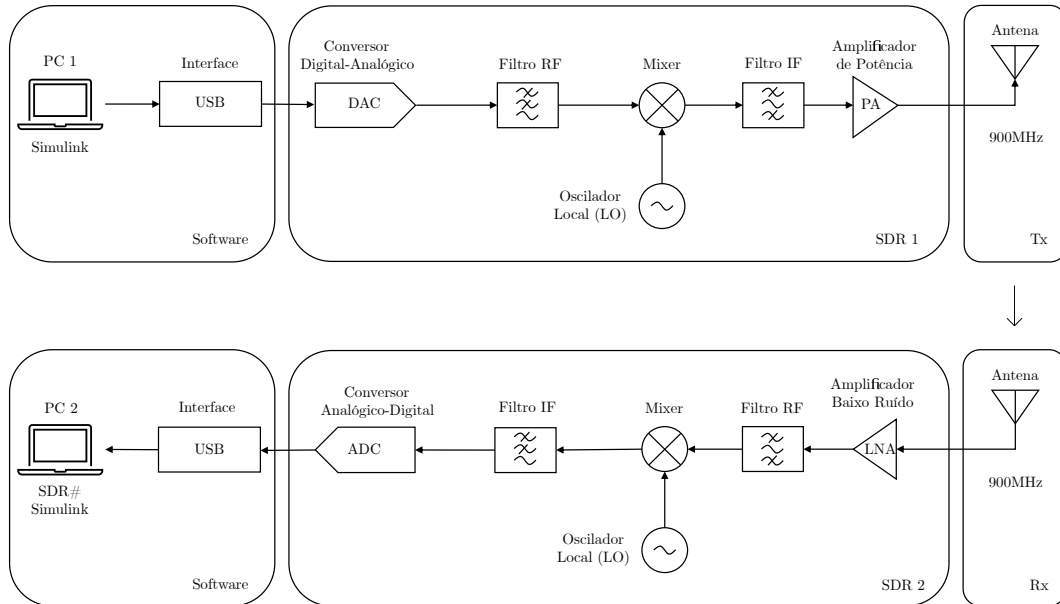 PC 1
Simulink
Interface
USB
Software
Conversor
Digital-Analógico
DAC
Filtro RF
Mixer
Oscilador
Local (LO)
Filtro IF
Amplificador
de Potência
PA
SDR 1
Antena
900MHz
Tx
PC 2
SDR#
Simulink
Interface
USB
Software
Conversor
Analógico-Digital
ADC
Filtro IF
Mixer
Oscilador
Local (LO)
Filtro RF
Amplificador
Baixo Ruído
LNA
SDR 2
Antena
900MHz
Rx